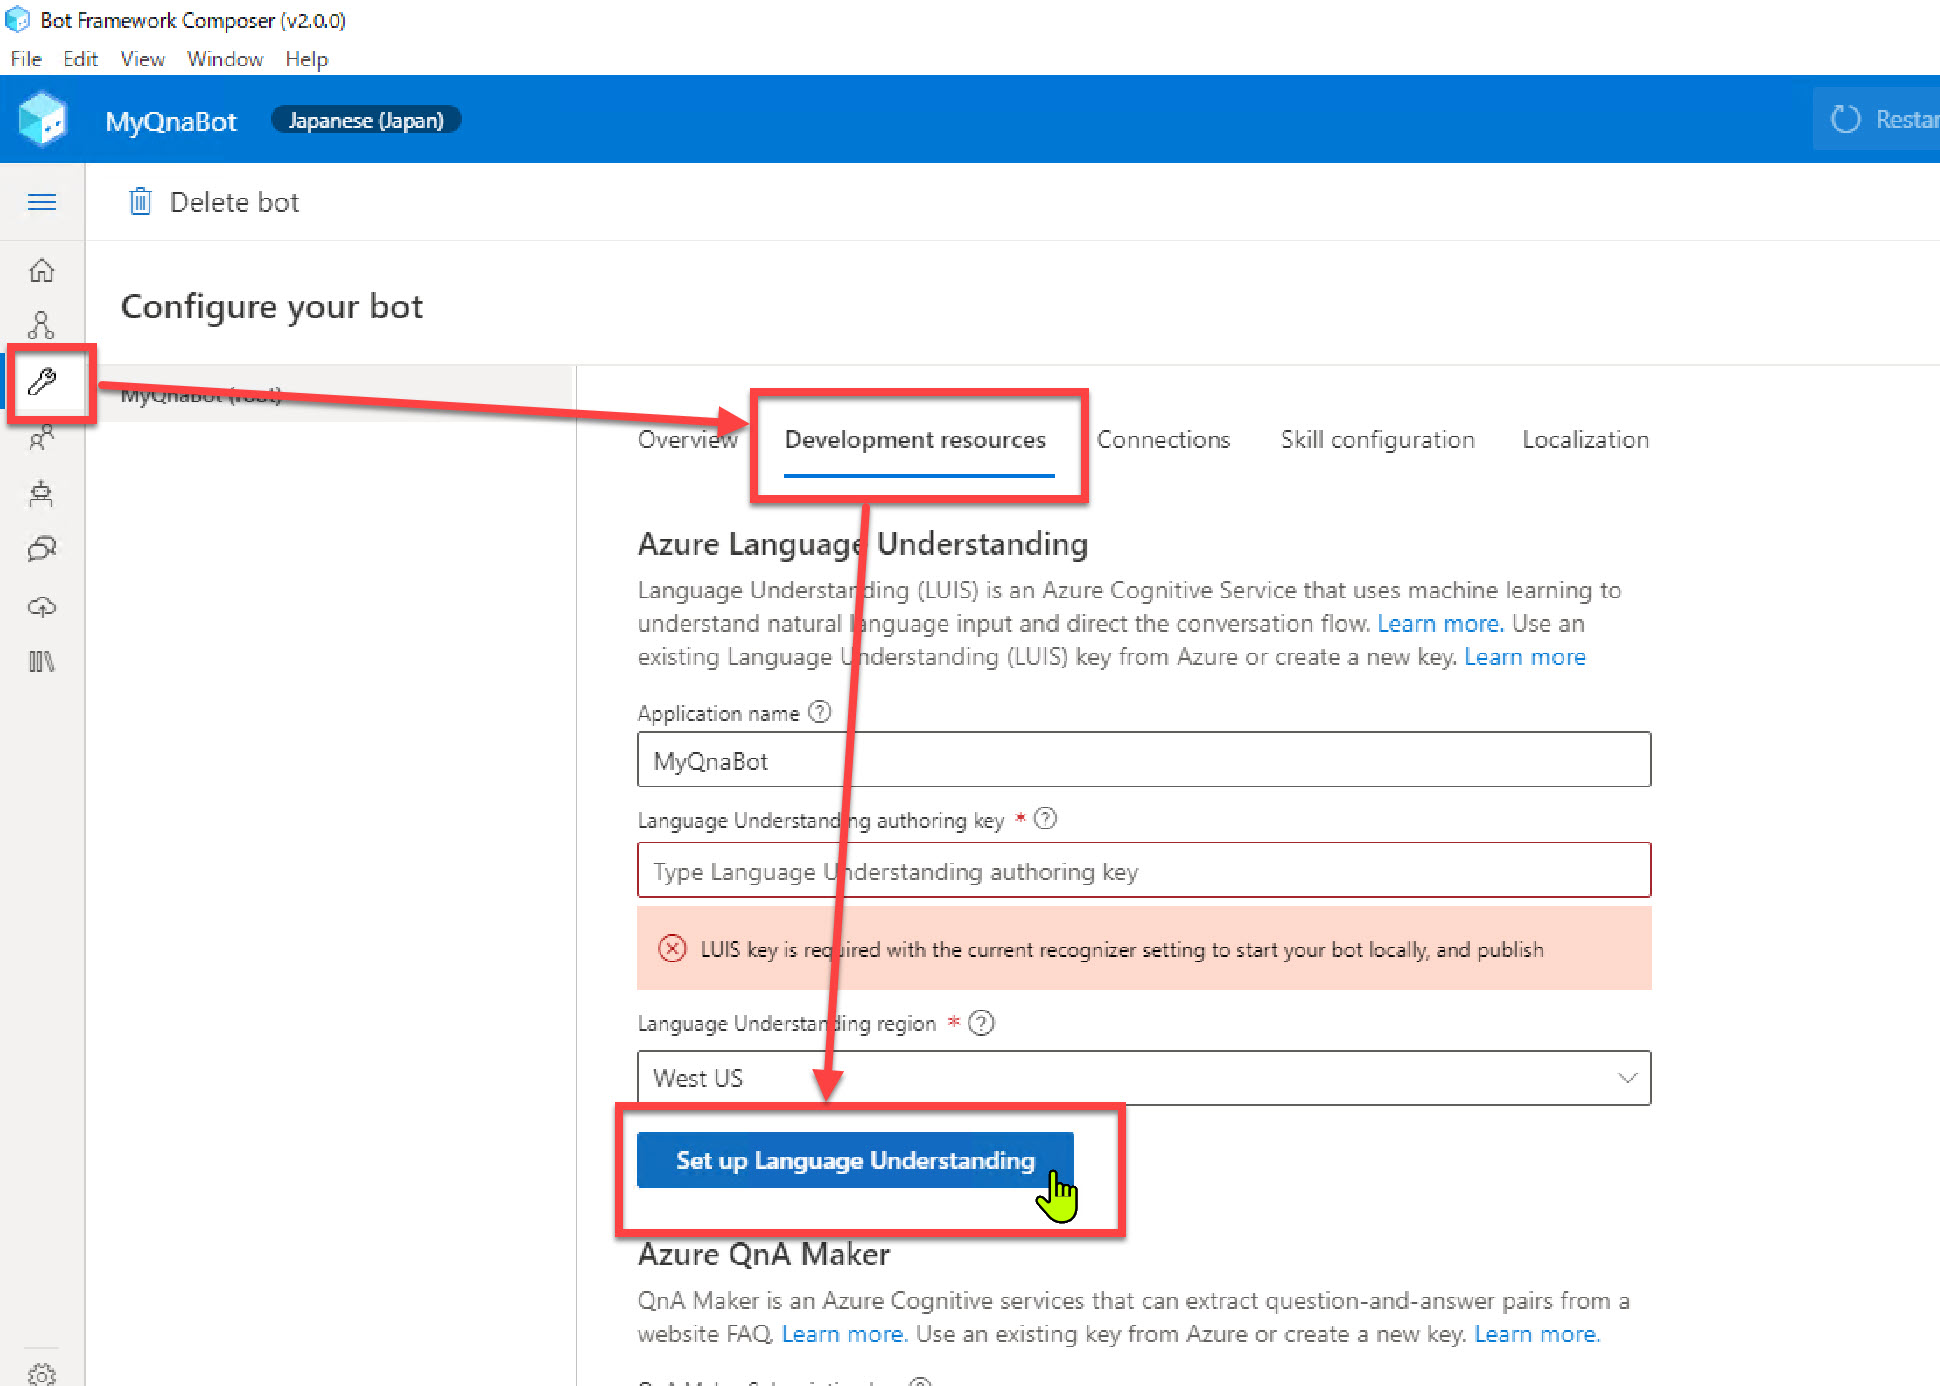 Bot Framework Composer (v2.0.0)
File Edit View Window Help
MyQnaBot Japanese (Japan) Restar
Delete bot
Configure your bot
MyQnaBot (root)
Overview Development resources Connections Skill configuration Localization
Azure Language Understanding
Language Understanding (LUIS) is an Azure Cognitive Service that uses machine learning to
understand natural language input and direct the conversation flow. Learn more. Use an
existing Language Understanding (LUIS) key from Azure or create a new key. Learn more
Application name
MyQnaBot
Language Understanding authoring key *
Type Language Understanding authoring key
LUIS key is required with the current recognizer setting to start your bot locally, and publish
Language Understanding region *
West US
Set up Language Understanding
Azure QnA Maker
QnA Maker is an Azure Cognitive services that can extract question-and-answer pairs from a
website FAQ. Learn more. Use an existing key from Azure or create a new key. Learn more.